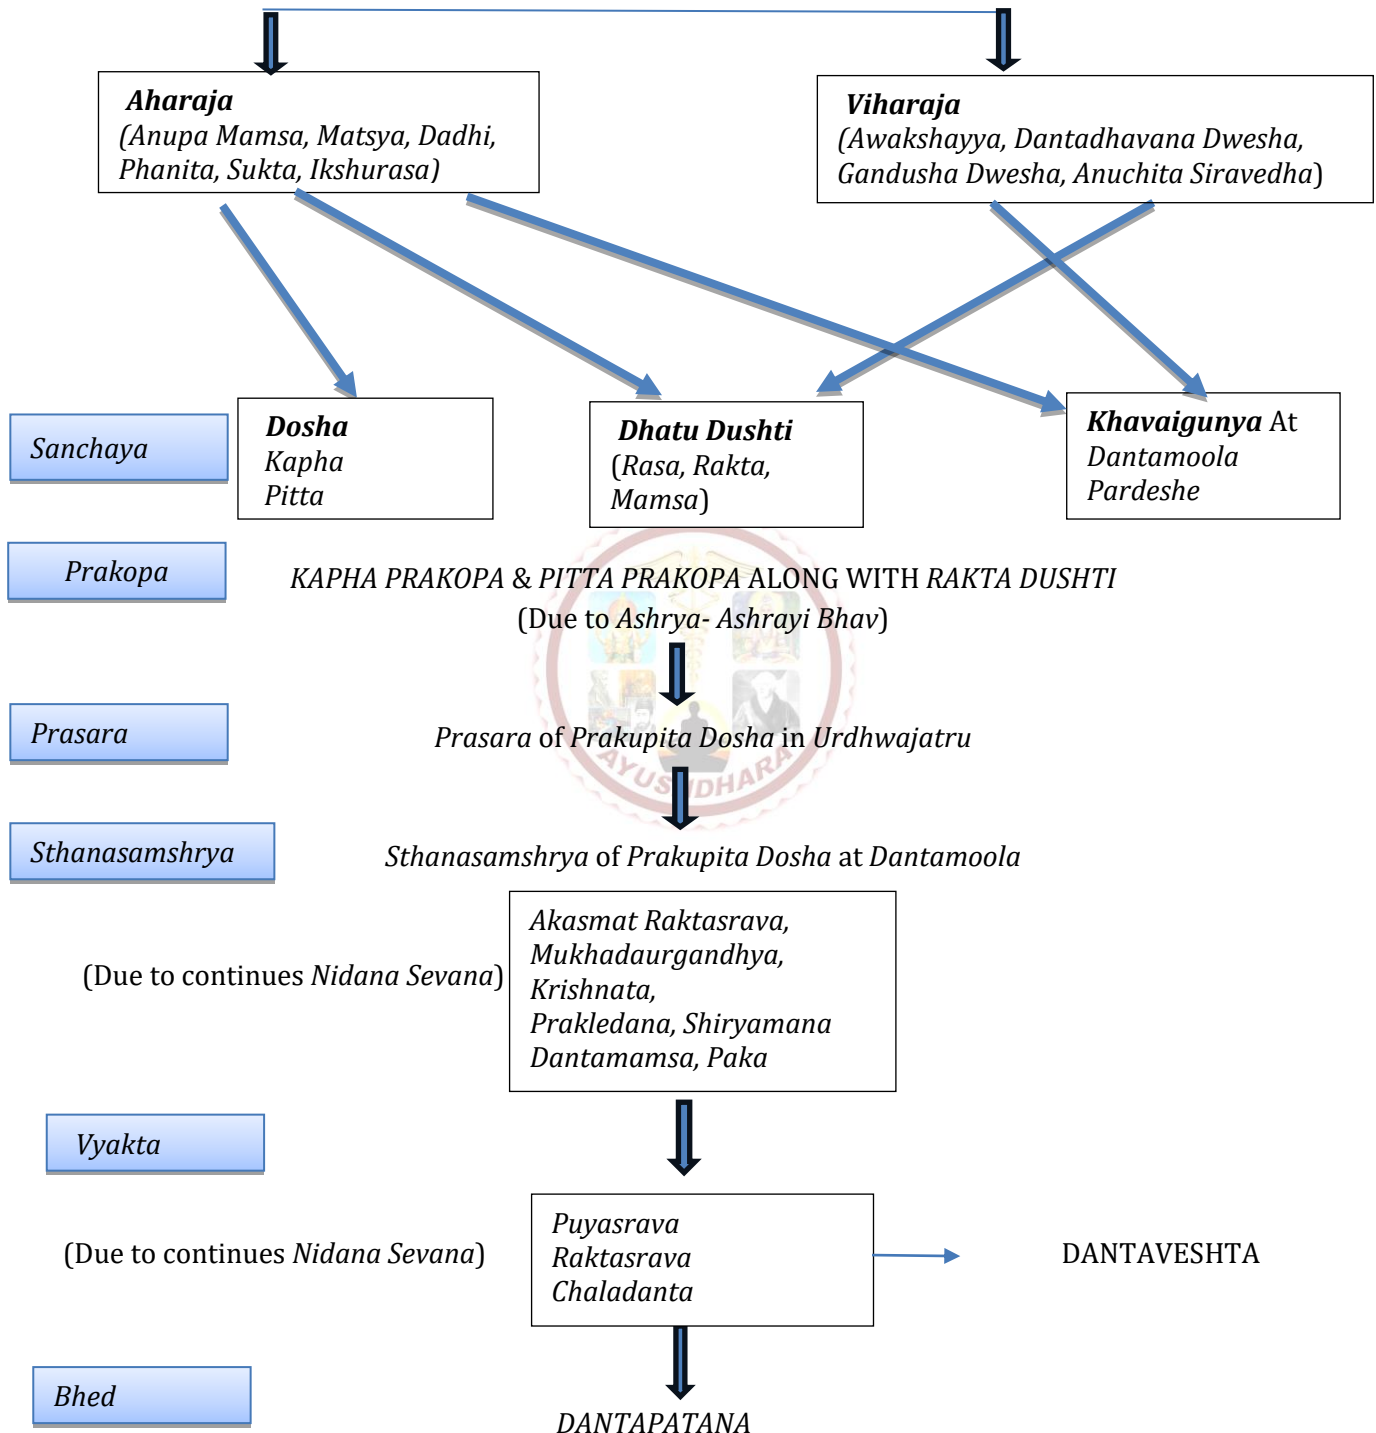 Aharaja
(Anupa Mamsa, Matsya, Dadhi,
Phanita, Sukta, Ikshurasa)
Viharaja
(Awakshayya, Dantadhavana Dwesha,
Gandusha Dwesha, Anuchita Siravedha)
Sanchaya
Dosha
Kapha
Pitta
Dhatu Dushti
(Rasa, Rakta,
Mamsa)
Khavaigunya At
Dantamoola
Pardeshe
Prakopa
KAPHA PRAKOPA & PITTA PRAKOPA ALONG WITH RAKTA DUSHTI
(Due to Ashrya- Ashrayi Bhav)
Prasara
Prasara of Prakupita Dosha in Urdhwajatru
AYUSHDHARA
Sthanasamshrya
Sthanasamshrya of Prakupita Dosha at Dantamoola
(Due to continues Nidana Sevana)
Akasmat Raktasrava,
Mukhadaurgandhya,
Krishnata,
Prakledana, Shiryamana
Dantamamsa, Paka
Vyakta
(Due to continues Nidana Sevana)
Puyasrava
Raktasrava
Chaladanta
DANTAVESHTA
Bhed
DANTAPATANA